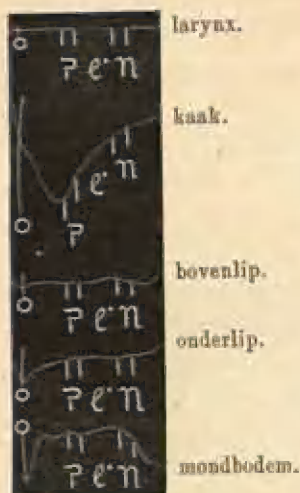 larynx.
P e· n
kaak.
e· n
P
bovenlip.
P e· n
onderlip.
P e· n
mondbodem.
P e· n